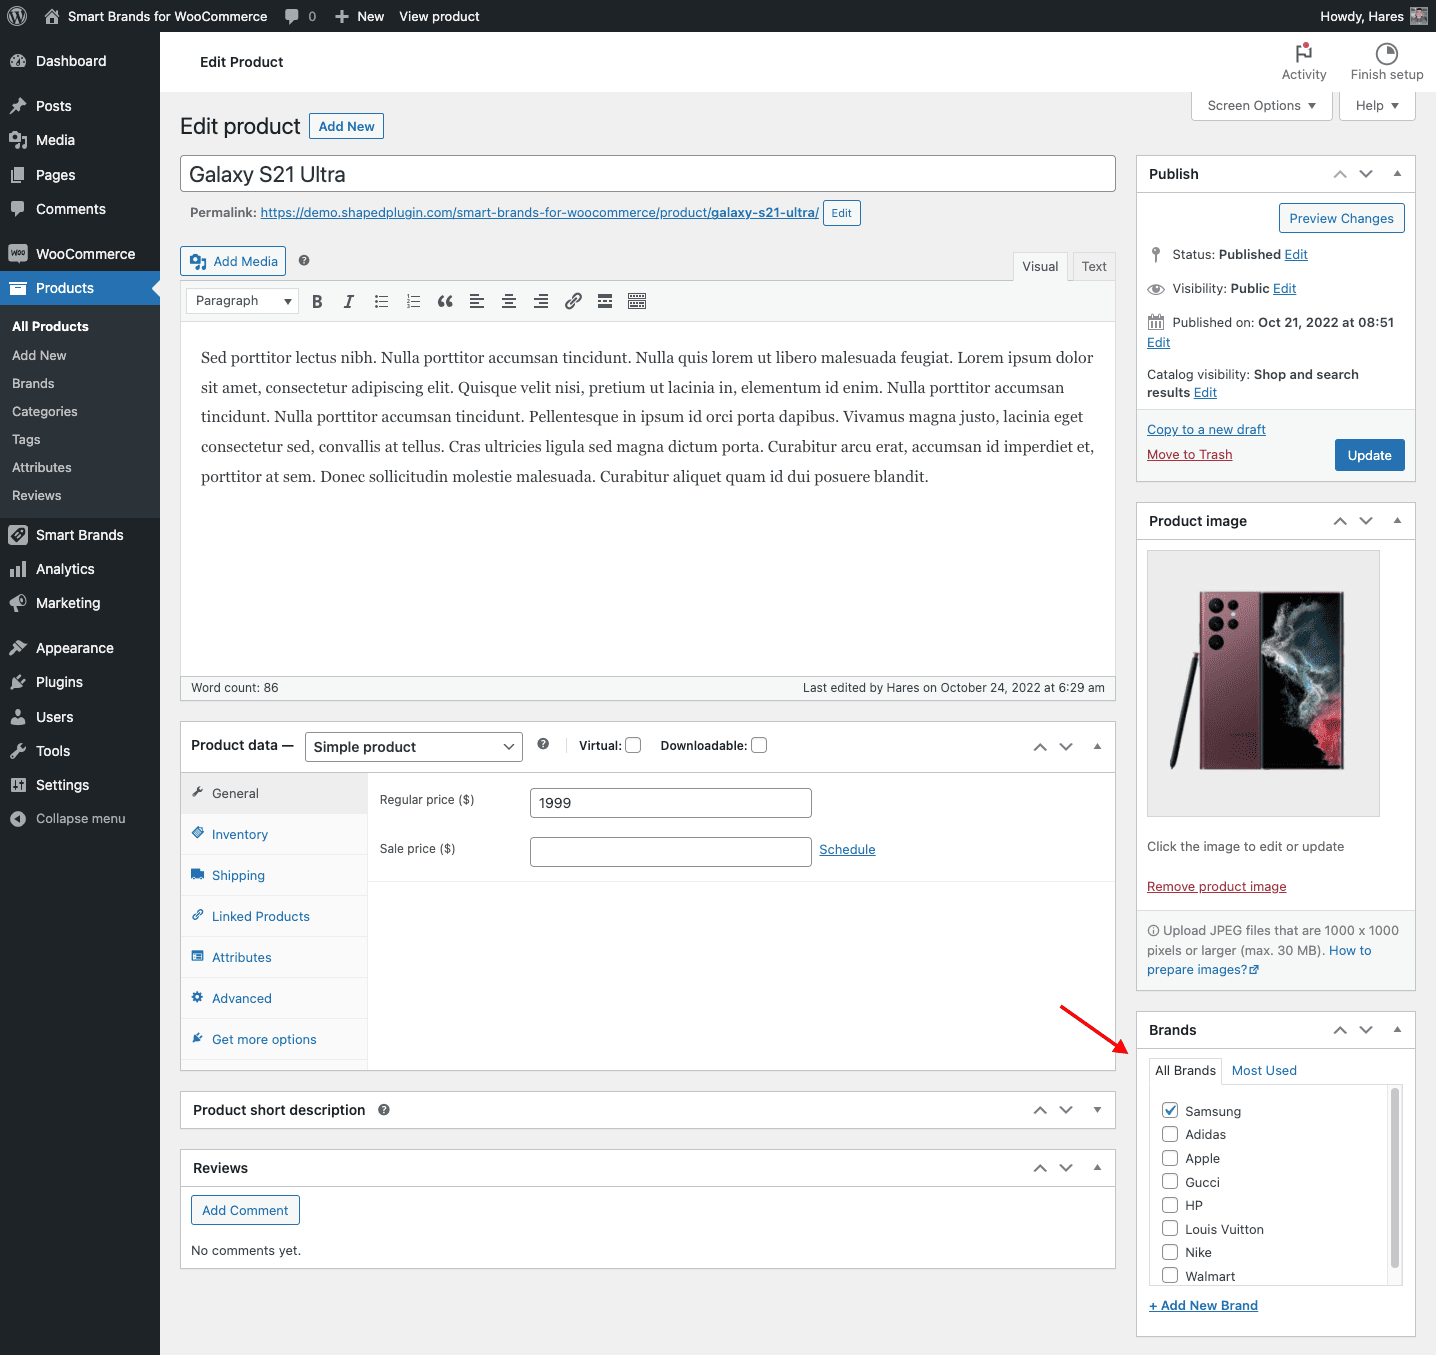 Smart Brands for WooCommerce
0
New
View product
Howdy, Hares
Dashboard
Posts
Media
Pages
Comments
WooCommerce
Products
All Products
Add New
Brands
Categories
Tags
Attributes
Reviews
Smart Brands
Analytics
Marketing
Appearance
Plugins
Users
Tools
Settings
Collapse menu
Edit Product
Activity
Finish setup
Screen Options
Help
Edit product
Add New
Galaxy S21 Ultra
Permalink: https://demo.shapedplugin.com/smart-brands-for-woocommerce/product/galaxy-s21-ultra/ Edit
Add Media
Visual
Text
Paragraph
Sed porttitor lectus nibh. Nulla porttitor accumsan tincidunt. Nulla quis lorem ut libero malesuada feugiat. Lorem ipsum dolor
sit amet, consectetur adipiscing elit. Quisque velit nisi, pretium ut lacinia in, elementum id enim. Nulla porttitor accumsan
tincidunt. Nulla porttitor accumsan tincidunt. Pellentesque in ipsum id orci porta dapibus. Vivamus magna justo, lacinia eget
consectetur sed, convallis at tellus. Cras ultricies ligula sed magna dictum porta. Curabitur arcu erat, accumsan id imperdiet et,
porttitor at sem. Donec sollicitudin molestie malesuada. Curabitur aliquet quam id dui posuere blandit.
Word count: 86
Last edited by Hares on October 24, 2022 at 6:29 am
Product data —
Simple product
Virtual:
Downloadable:
General
Inventory
Shipping
Linked Products
Attributes
Advanced
Get more options
Regular price ($)
1999
Sale price ($)
Schedule
Product short description
Reviews
Add Comment
No comments yet.
Publish
Preview Changes
Status: Published Edit
Visibility: Public Edit
Published on: Oct 21, 2022 at 08:51
Edit
Catalog visibility: Shop and search
results Edit
Copy to a new draft
Move to Trash
Update
Product image
Click the image to edit or update
Remove product image
Upload JPEG files that are 1000 x 1000
pixels or larger (max. 30 MB). How to
prepare images?
Brands
All Brands
Most Used
Samsung
Adidas
Apple
Gucci
HP
Louis Vuitton
Nike
Walmart
+ Add New Brand